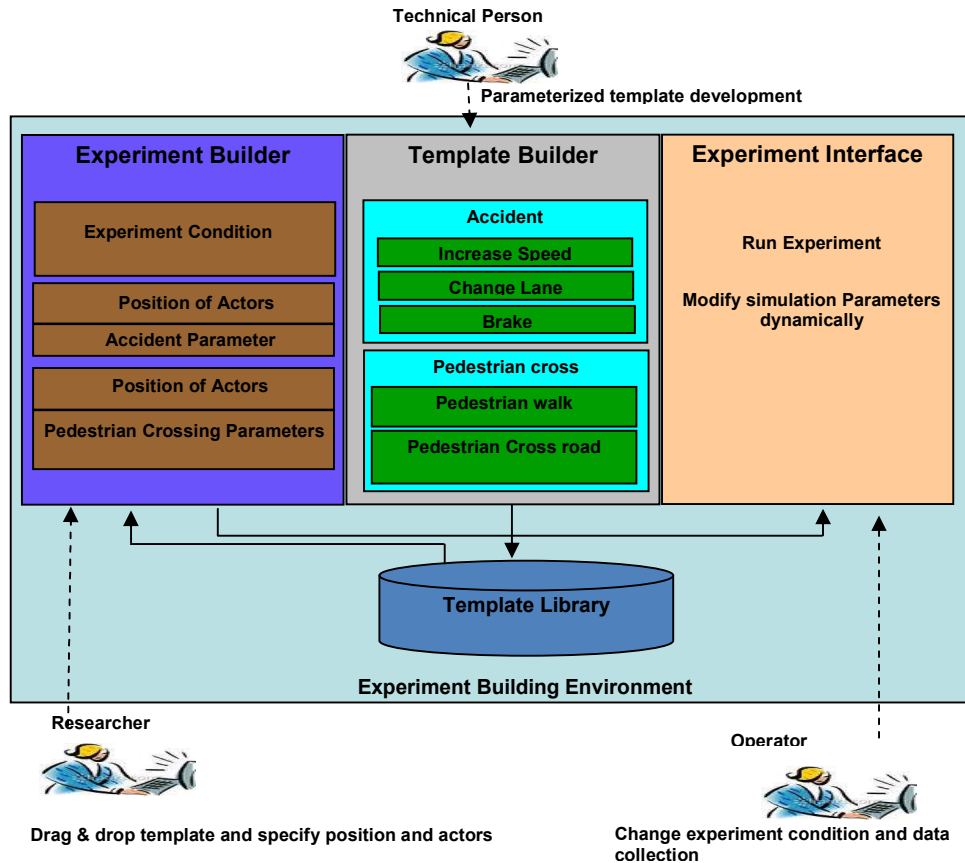 Technical Person
Parameterized template development
Experiment Builder
Experiment Condition
Position of Actors
Accident Parameter
Position of Actors
Pedestrian Crossing Parameters
Template Builder
Accident
Increase Speed
Change Lane
Brake
Pedestrian cross
Pedestrian walk
Pedestrian Cross road
Experiment Interface
Run Experiment
Modify simulation Parameters
dynamically
Template Library
Experiment Building Environment
Researcher
Drag & drop template and specify position and actors
Operator
Change experiment condition and data
collection